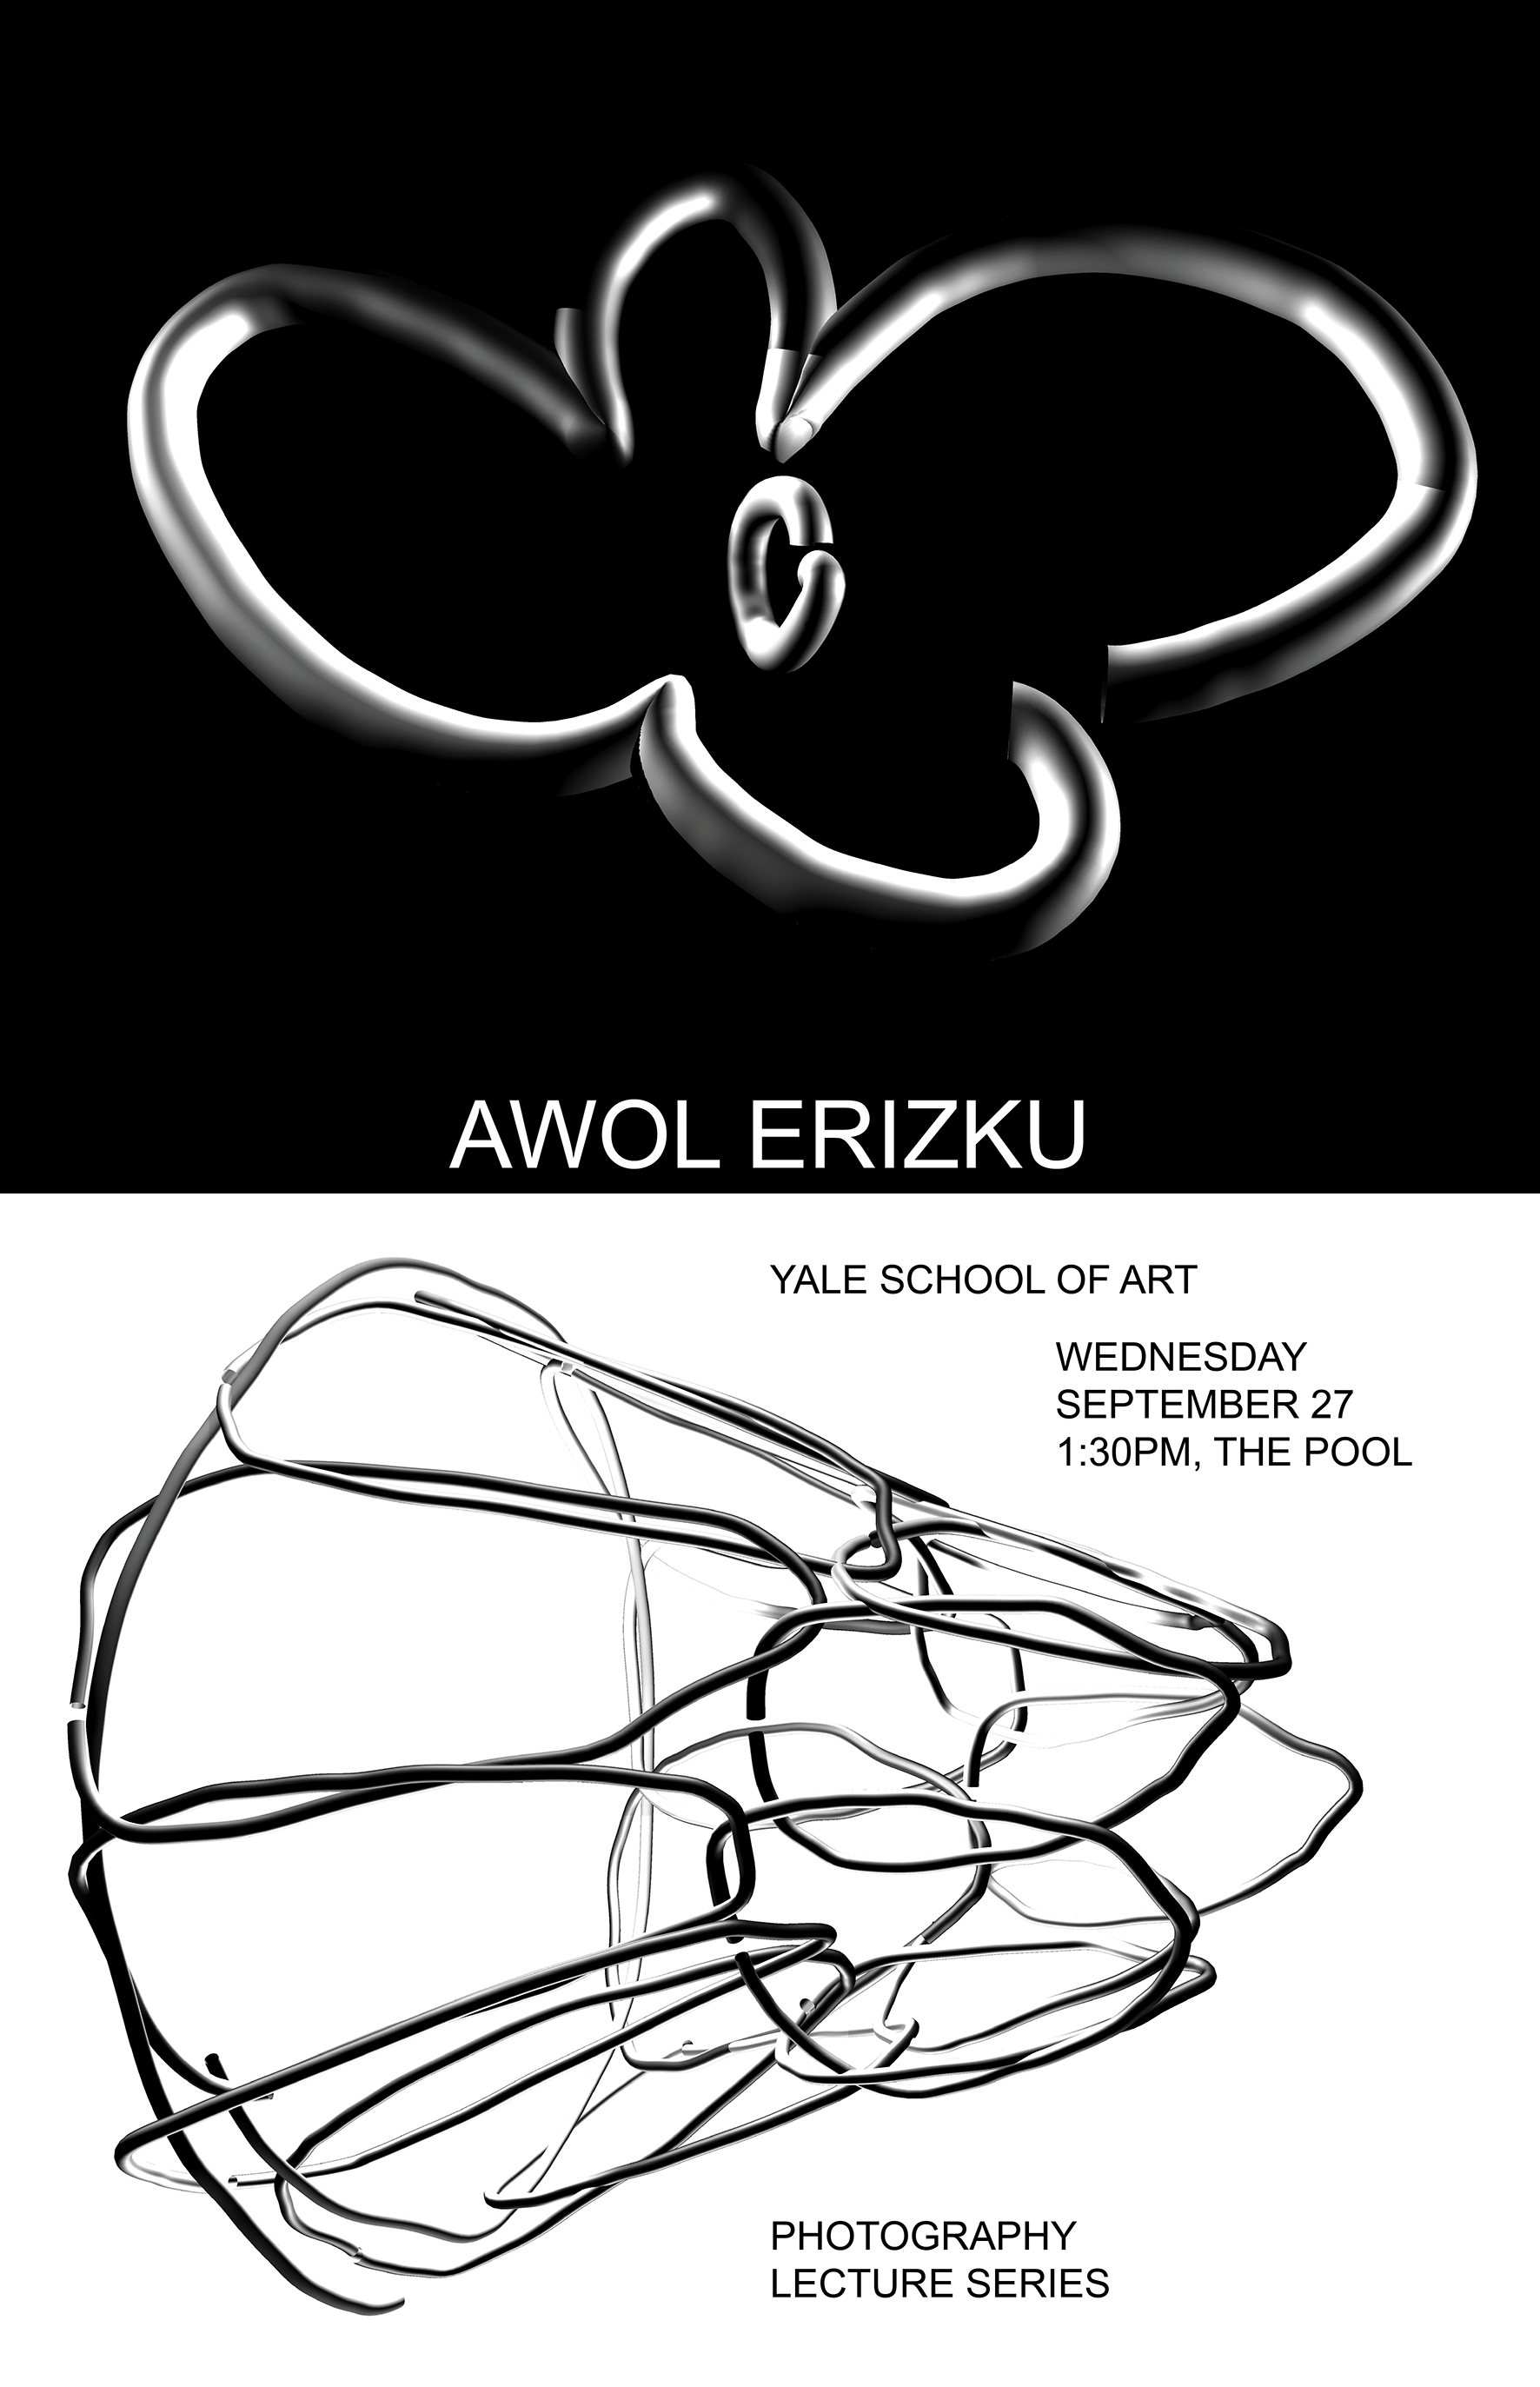 AWOL ERIZKU
YALE SCHOOL OF ART
WEDNESDAY
SEPTEMBER 27
1:30PM, THE POOL
PHOTOGRAPHY
LECTURE SERIES